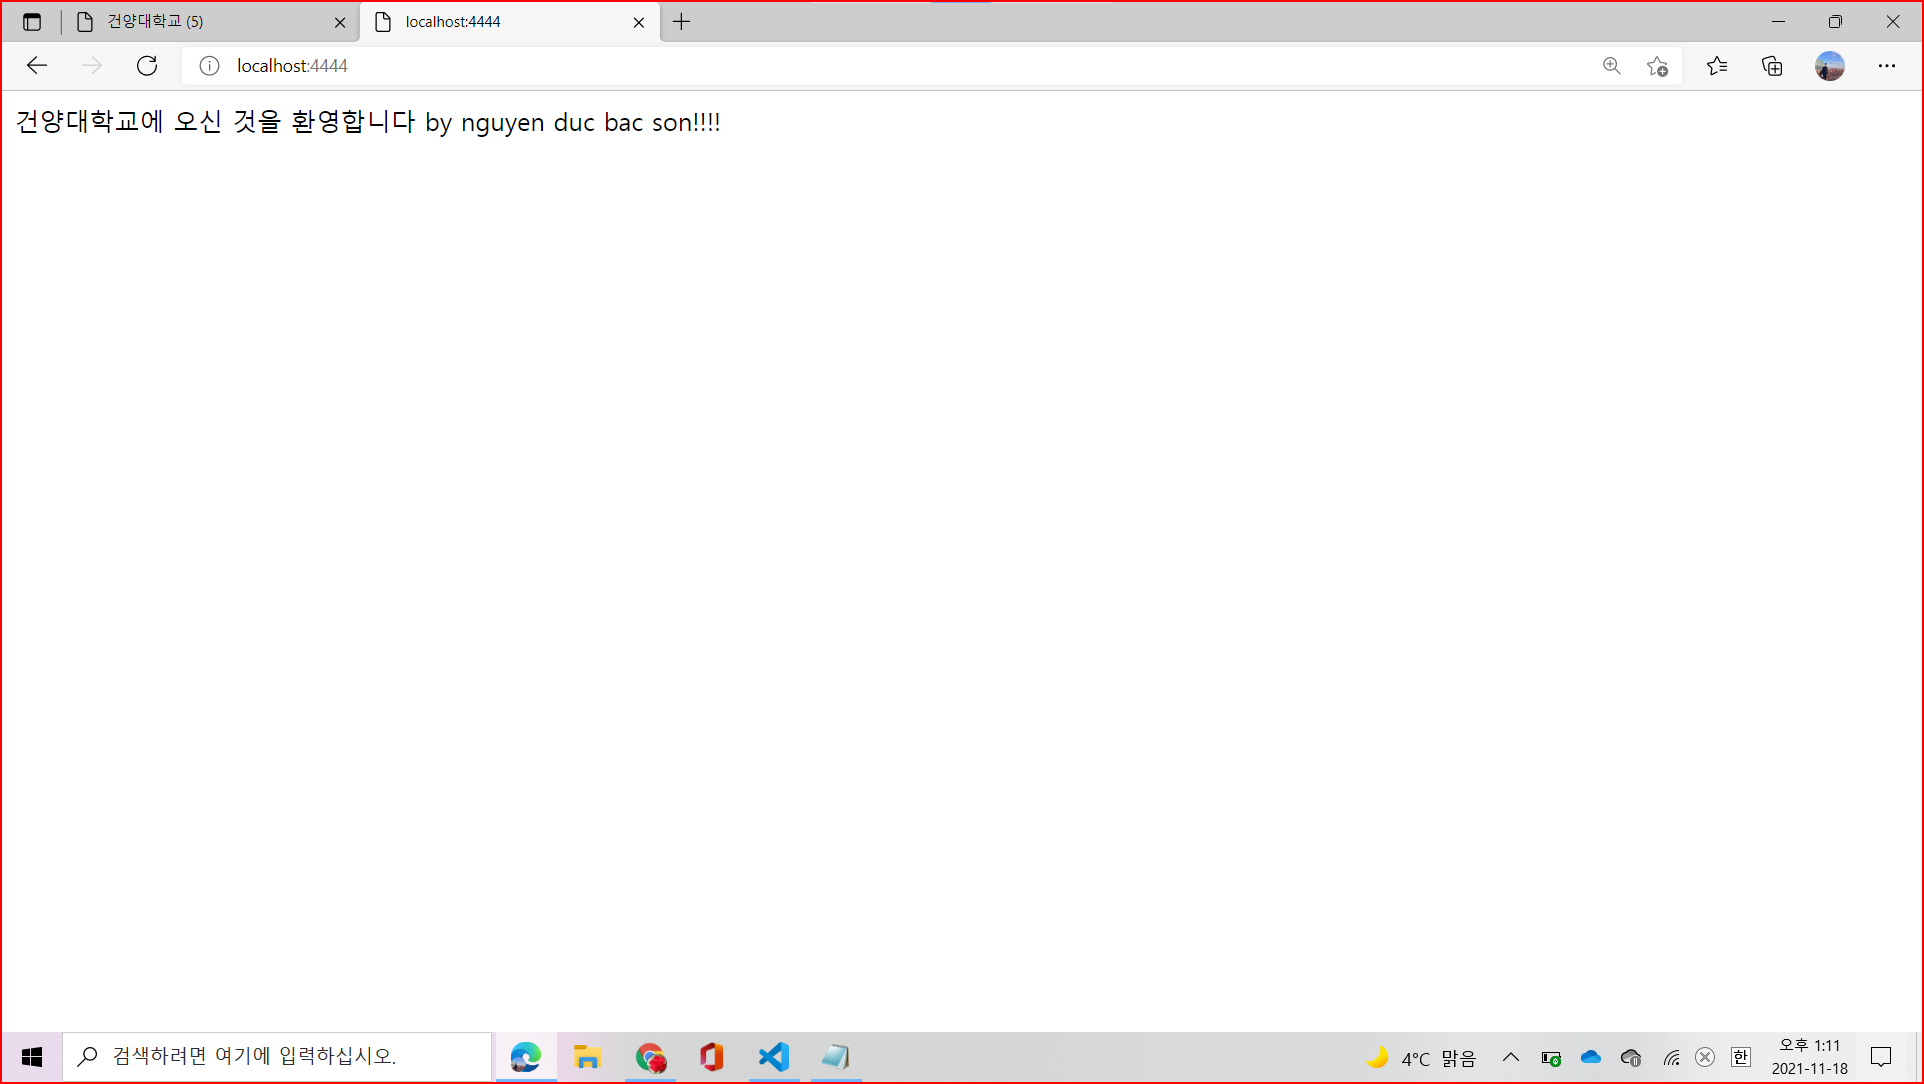 건양대학교 (5)
localhost:4444
localhost:4444
건양대학교에 오신 것을 환영합니다 by nguyen duc bac son!!!!
검색하려면 여기에 입력하십시오.
4°C 맑음
한
오후 1:11
2021-11-18